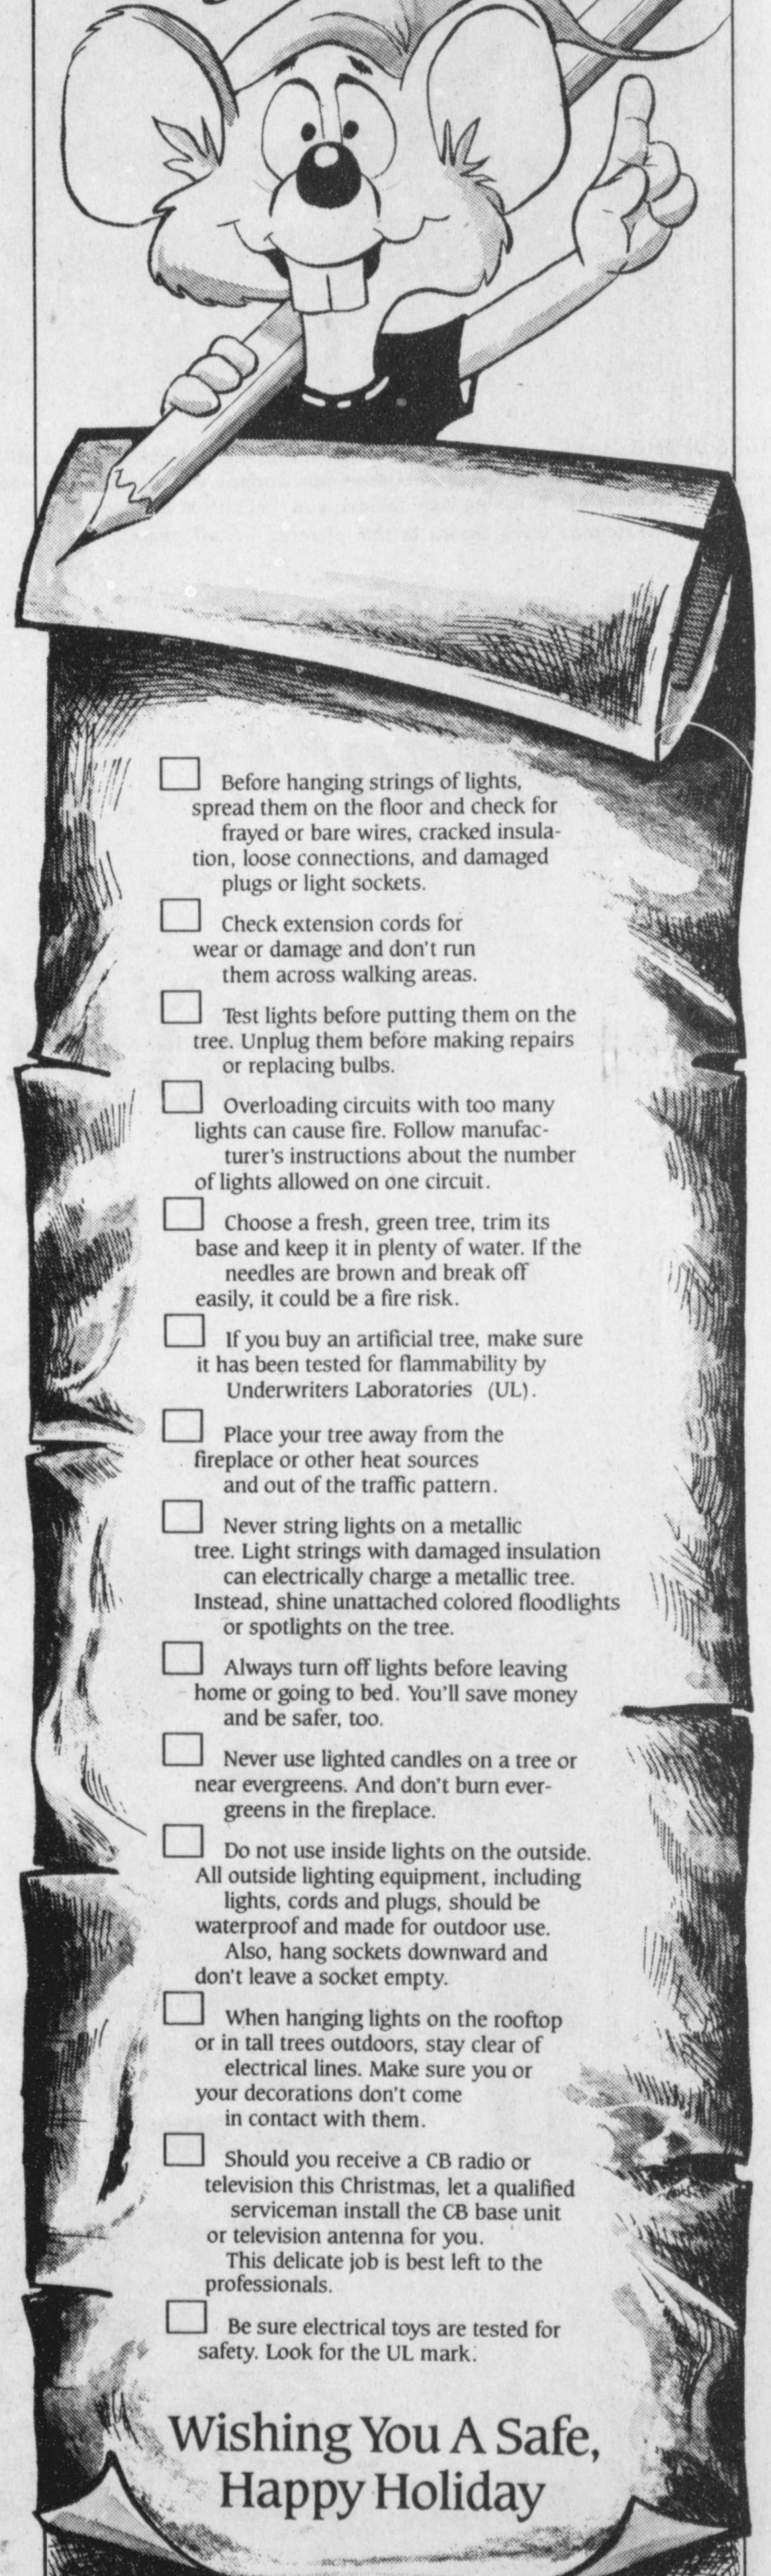 Before hanging strings of lights,
spread them on the floor and check for
frayed or bare wires, cracked insula-
tion, loose connections, and damaged
plugs or light sockets.
Check extension cords for
wear or damage and don't run
them across walking areas.
Test lights before putting them on the
tree. Unplug them before making repairs
or replacing bulbs.
Overloading circuits with too many
lights can cause fire. Follow manufac-
turer's instructions about the number
of lights allowed on one circuit.
Choose a fresh, green tree, trim its
base and keep it in plenty of water. If the
needles are brown and break off
easily, it could be a fire risk.
If you buy an artificial tree, make sure
it has been tested for flammability by
Underwriters Laboratories (UL).
Place your tree away from the
fireplace or other heat sources
and out of the traffic pattern.
Never string lights on a metallic
tree. Light strings with damaged insulation
can electrically charge a metallic tree.
Instead, shine unattached colored floodlights
or spotlights on the tree.
Always turn off lights before leaving
home or going to bed. You'll save money
and be safer, too.
Never use lighted candles on a tree or
near evergreens. And don't burn ever-
greens in the fireplace.
Do not use inside lights on the outside.
All outside lighting equipment, including
lights, cords and plugs, should be
waterproof and made for outdoor use.
Also, hang sockets downward and
don't leave a socket empty.
When hanging lights on the rooftop
or in tall trees outdoors, stay clear of
electrical lines. Make sure you or
your decorations don't come
in contact with them.
Should you receive a CB radio or
television this Christmas, let a qualified
serviceman install the CB base unit
or television antenna for you.
This delicate job is best left to the
professionals.
Be sure electrical toys are tested for
safety. Look for the UL mark.
Wishing You A Safe,
Happy Holiday